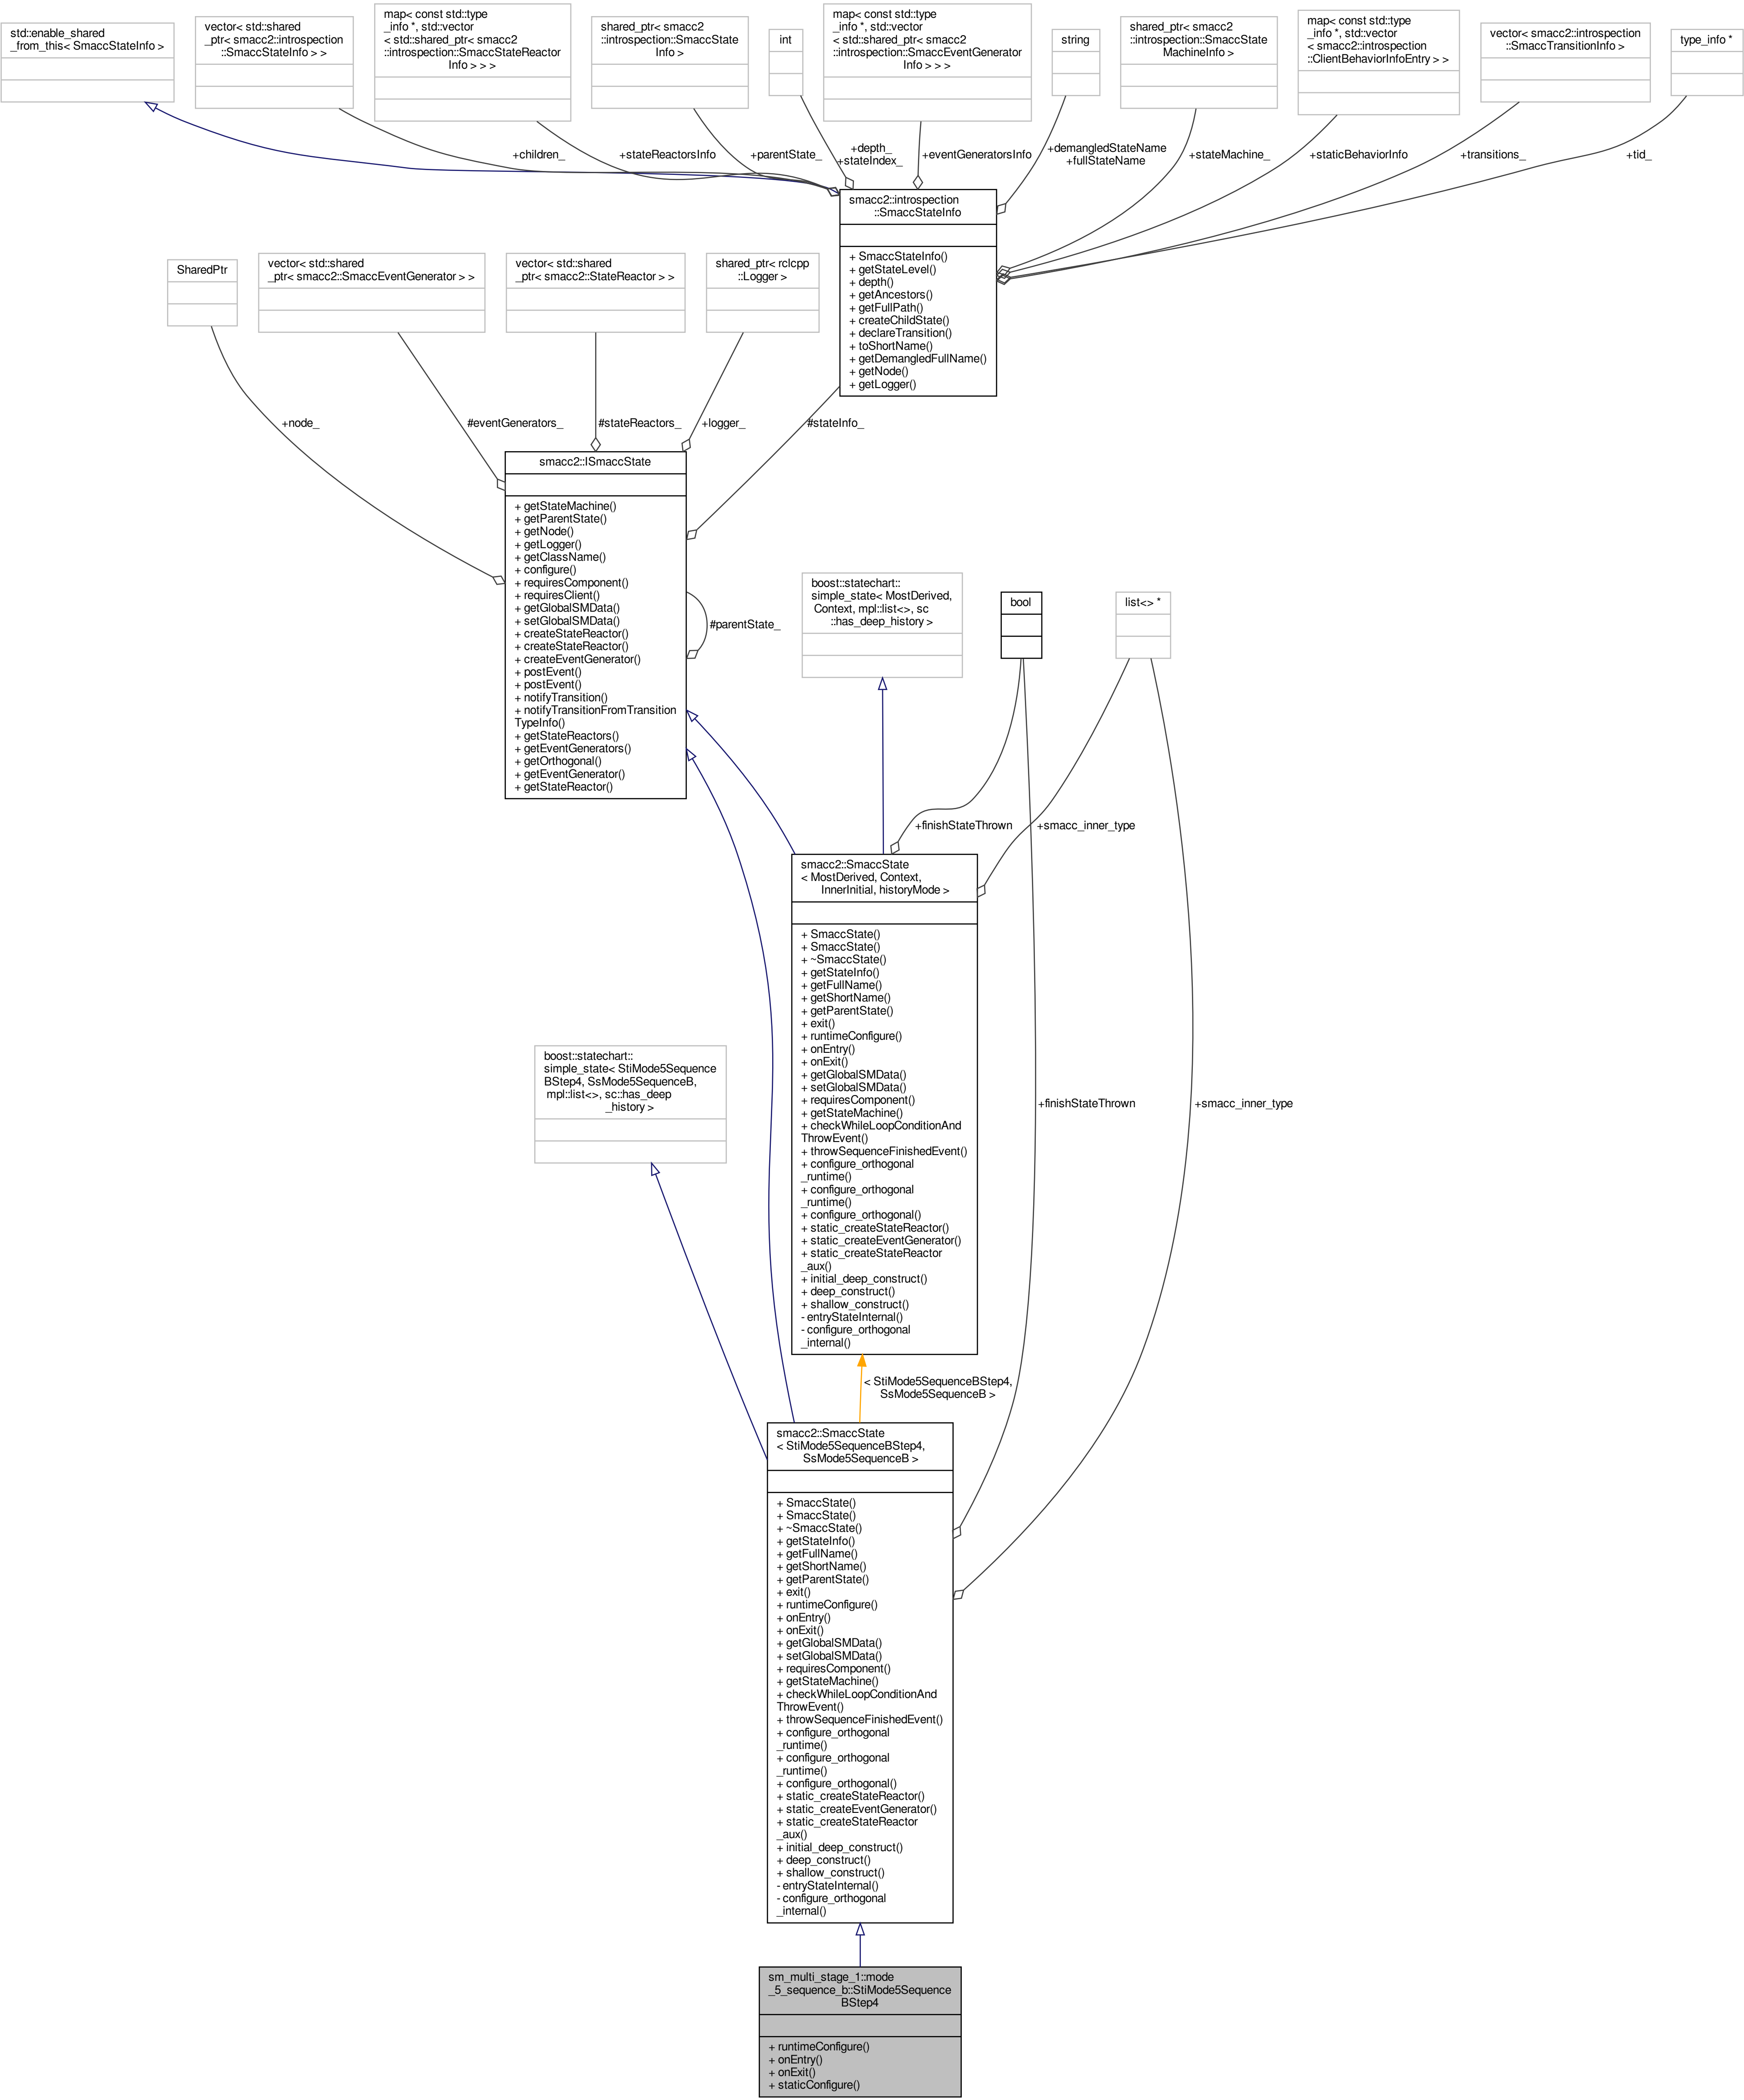 std::enable_shared
_from_this< SmaccStateInfo >
vector< std::shared
_ptr< smacc2::introspection
::SmaccStateInfo > >
map< const std::type
_info *, std::vector
< std::shared_ptr< smacc2
::introspection::SmaccStateReactor
Info > > >
shared_ptr< smacc2
::introspection::SmaccState
Info >
int
map< const std::type
_info *, std::vector
< std::shared_ptr< smacc2
::introspection::SmaccEventGenerator
Info > > >
string
shared_ptr< smacc2
::introspection::SmaccState
MachineInfo >
map< const std::type
_info *, std::vector
< smacc2::introspection
::ClientBehaviorInfoEntry > >
vector< smacc2::introspection
::SmaccTransitionInfo >
type_info *
+children_
+stateReactorsInfo
+parentState_
+depth_
+stateIndex_
+eventGeneratorsInfo
+demangledStateName
+fullStateName
+stateMachine_
+staticBehaviorInfo
+transitions_
+tid_
smacc2::introspection
::SmaccStateInfo
+ SmaccStateInfo()
+ getStateLevel()
+ depth()
+ getAncestors()
+ getFullPath()
+ createChildState()
+ declareTransition()
+ toShortName()
+ getDemangledFullName()
+ getNode()
+ getLogger()
SharedPtr
vector< std::shared
_ptr< smacc2::SmaccEventGenerator > >
vector< std::shared
_ptr< smacc2::StateReactor > >
shared_ptr< rclcpp
::Logger >
+node_
#eventGenerators_
#stateReactors_
+logger_
#stateInfo_
smacc2::ISmaccState
+ getStateMachine()
+ getParentState()
+ getNode()
+ getLogger()
+ getClassName()
+ configure()
+ requiresComponent()
+ requiresClient()
+ getGlobalSMData()
+ setGlobalSMData()
+ createStateReactor()
+ createStateReactor()
+ createEventGenerator()
+ postEvent()
+ postEvent()
+ notifyTransition()
+ notifyTransitionFromTransition
TypeInfo()
+ getStateReactors()
+ getEventGenerators()
+ getOrthogonal()
+ getEventGenerator()
+ getStateReactor()
#parentState_
boost::statechart::
simple_state< MostDerived,
Context, mpl::list<>, sc
::has_deep_history >
bool
list<> *
+finishStateThrown
+smacc_inner_type
smacc2::SmaccState
< MostDerived, Context,
InnerInitial, historyMode >
+ SmaccState()
+ SmaccState()
+ ~SmaccState()
+ getStateInfo()
+ getFullName()
+ getShortName()
+ getParentState()
+ exit()
+ runtimeConfigure()
+ onEntry()
+ onExit()
+ getGlobalSMData()
+ setGlobalSMData()
+ requiresComponent()
+ getStateMachine()
+ checkWhileLoopConditionAnd
ThrowEvent()
+ throwSequenceFinishedEvent()
+ configure_orthogonal
_runtime()
+ configure_orthogonal
_runtime()
+ configure_orthogonal()
+ static_createStateReactor()
+ static_createEventGenerator()
+ static_createStateReactor
_aux()
+ initial_deep_construct()
+ deep_construct()
+ shallow_construct()
- entryStateInternal()
- configure_orthogonal
_internal()
boost::statechart::
simple_state< StiMode5Sequence
BStep4, SsMode5SequenceB,
mpl::list<>, sc::has_deep
_history >
+finishStateThrown
+smacc_inner_type
< StiMode5SequenceBStep4,
SsMode5SequenceB >
smacc2::SmaccState
< StiMode5SequenceBStep4,
SsMode5SequenceB >
+ SmaccState()
+ SmaccState()
+ ~SmaccState()
+ getStateInfo()
+ getFullName()
+ getShortName()
+ getParentState()
+ exit()
+ runtimeConfigure()
+ onEntry()
+ onExit()
+ getGlobalSMData()
+ setGlobalSMData()
+ requiresComponent()
+ getStateMachine()
+ checkWhileLoopConditionAnd
ThrowEvent()
+ throwSequenceFinishedEvent()
+ configure_orthogonal
_runtime()
+ configure_orthogonal
_runtime()
+ configure_orthogonal()
+ static_createStateReactor()
+ static_createEventGenerator()
+ static_createStateReactor
_aux()
+ initial_deep_construct()
+ deep_construct()
+ shallow_construct()
- entryStateInternal()
- configure_orthogonal
_internal()
sm_multi_stage_1::mode
_5_sequence_b::StiMode5Sequence
BStep4
+ runtimeConfigure()
+ onEntry()
+ onExit()
+ staticConfigure()